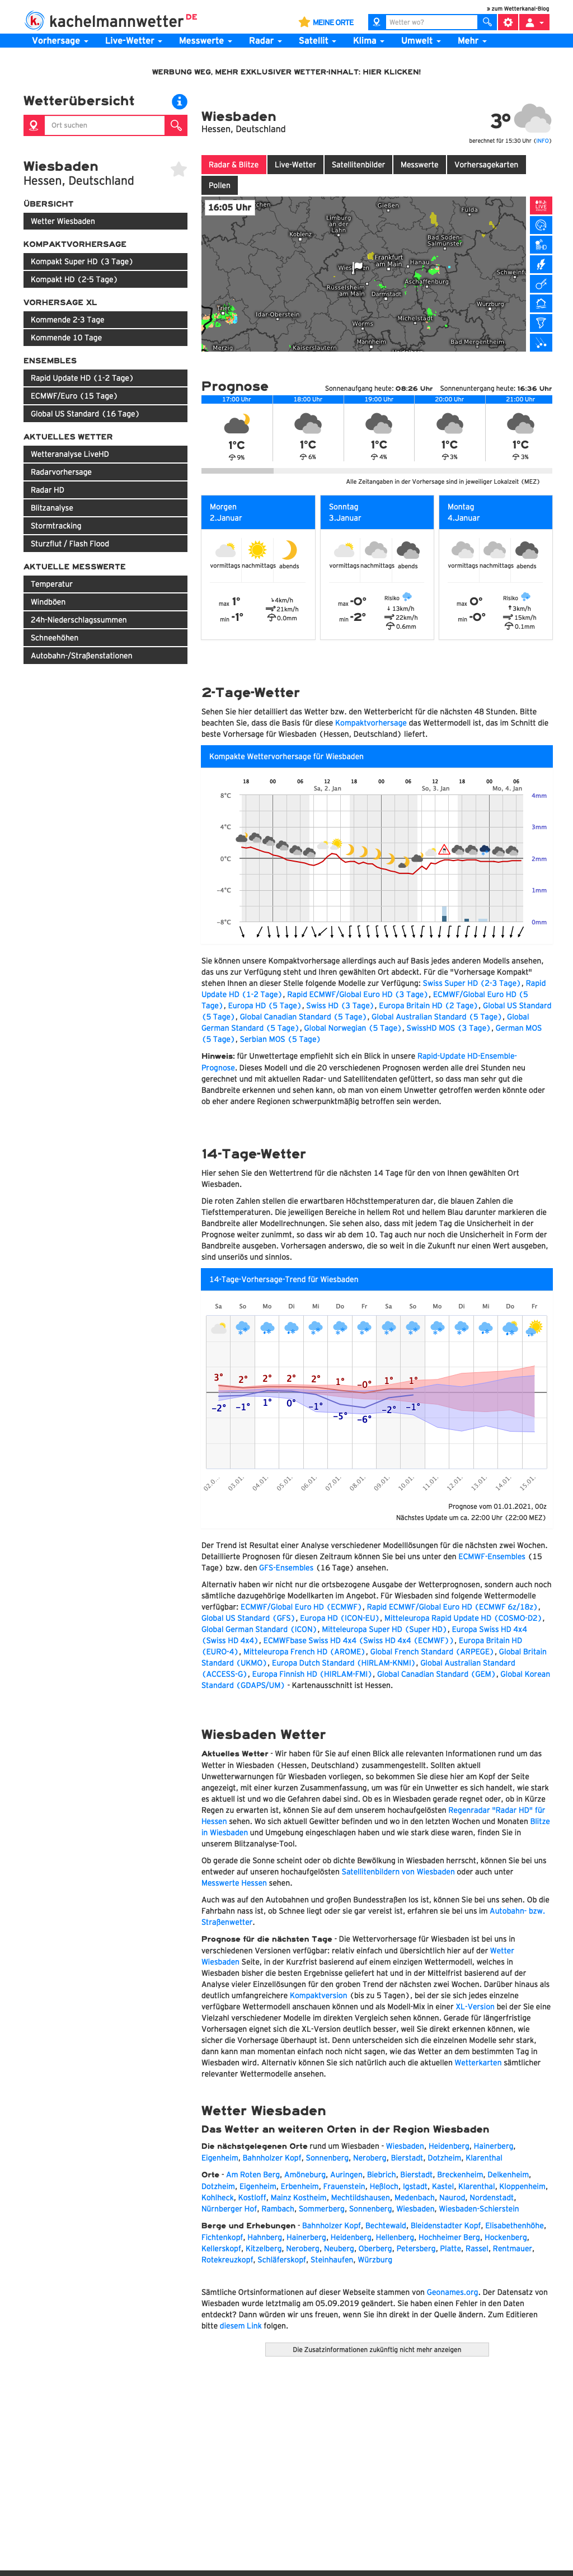 » zum Wetterkanal-Blog
kachelmannwetter DE
MEINE ORTE
Wetter wo?
Vorhersage
Live-Wetter
Messwerte
Radar
Satellit
Klima
Umwelt
Mehr
WERBUNG WEG, MEHR EXKLUSIVER WETTER-INHALT: HIER KLICKEN!
Wetterübersicht
Ort suchen
Wiesbaden
Hessen, Deutschland
ÜBERSICHT
Wetter Wiesbaden
KOMPAKTVORHERSAGE
Kompakt Super HD (3 Tage)
Kompakt HD (2-5 Tage)
VORHERSAGE XL
Kommende 2-3 Tage
Kommende 10 Tage
ENSEMBLES
Rapid Update HD (1-2 Tage)
ECMWF/Euro (15 Tage)
Global US Standard (16 Tage)
AKTUELLES WETTER
Wetteranalyse LiveHD
Radarvorhersage
Radar HD
Blitzanalyse
Stormtracking
Sturzflut / Flash Flood
AKTUELLE MESSWERTE
Temperatur
Windböen
24h-Niederschlagssummen
Schneehöhen
Autobahn-/Straßenstationen
Wiesbaden
Hessen, Deutschland
3°
berechnet für 15:30 Uhr (INFO)
Radar & Blitze
Live-Wetter
Satellitenbilder
Messwerte
Vorhersagekarten
Pollen
16:05 Uhr
Gießen
Fulda
Limburg an der Lahn
Koblenz
Bad Soden-Salmünster
Frankfurt am Main
Hanau
Wiesbaden
Schweinfu
Rüsselsheim am Main
Aschaffenburg
Darmstadt
Würzburg
Trier
Idar-Oberstein
Michelstadt
Worms
Mannheim
Bad Mergentheim
Merzig
Kaiserslautern
Prognose
Sonnenaufgang heute: 08:26 Uhr Sonnenuntergang heute: 16:36 Uhr
17:00 Uhr 18:00 Uhr 19:00 Uhr 20:00 Uhr 21:00 Uhr
1°C 1°C 1°C 1°C 1°C
9% 6% 4% 3% 3%
Alle Zeitangaben in der Vorhersage sind in jeweiliger Lokalzeit (MEZ)
Morgen
2.Januar
vormittags nachmittags abends
max 1°
min -1°
4km/h
21km/h
0.0mm
Sonntag
3.Januar
vormittags nachmittags abends
max -0°
min -2°
Risiko
13km/h
22km/h
0.6mm
Montag
4.Januar
vormittags nachmittags abends
max 0°
min -0°
Risiko
3km/h
15km/h
0.1mm
2-Tage-Wetter
Sehen Sie hier detailliert das Wetter bzw. den Wetterbericht für die nächsten 48 Stunden. Bitte
beachten Sie, dass die Basis für diese Kompaktvorhersage das Wettermodell ist, das im Schnitt die
beste Vorhersage für Wiesbaden (Hessen, Deutschland) liefert.
Kompakte Wettervorhersage für Wiesbaden
18 00 06 12 18 00 06 12 18 00 06
Sa, 2. Jan So, 3. Jan Mo, 4. Jan
8°C 4mm
4°C 3mm
0°C 2mm
-4°C 1mm
-8°C 0mm
Sie können unsere Kompaktvorhersage allerdings auch auf Basis jedes anderen Models ansehen,
das uns zur Verfügung steht und Ihren gewählten Ort abdeckt. Für die "Vorhersage Kompakt"
stehen Ihnen an dieser Stelle folgende Modelle zur Verfügung: Swiss Super HD (2-3 Tage), Rapid
Update HD (1-2 Tage), Rapid ECMWF/Global Euro HD (3 Tage), ECMWF/Global Euro HD (5
Tage), Europa HD (5 Tage), Swiss HD (3 Tage), Europa Britain HD (2 Tage), Global US Standard
(5 Tage), Global Canadian Standard (5 Tage), Global Australian Standard (5 Tage), Global
German Standard (5 Tage), Global Norwegian (5 Tage), SwissHD MOS (3 Tage), German MOS
(5 Tage), Serbian MOS (5 Tage)
Hinweis: für Unwettertage empfiehlt sich ein Blick in unsere Rapid-Update HD-Ensemble-
Prognose. Dieses Modell und die 20 verschiedenen Prognosen werden alle drei Stunden neu
gerechnet und mit aktuellen Radar- und Satellitendaten gefüttert, so dass man sehr gut die
Bandbreite erkennen und sehen kann, ob man von einem Unwetter getroffen werden könnte oder
ob eher andere Regionen schwerpunktmäßig betroffen sein werden.
14-Tage-Wetter
Hier sehen Sie den Wettertrend für die nächsten 14 Tage für den von Ihnen gewählten Ort
Wiesbaden.
Die roten Zahlen stellen die erwartbaren Höchsttemperaturen dar, die blauen Zahlen die
Tiefsttemperaturen. Die jeweiligen Bereiche in hellem Rot und hellem Blau darunter markieren die
Bandbreite aller Modellrechnungen. Sie sehen also, dass mit jedem Tag die Unsicherheit in der
Prognose weiter zunimmt, so dass wir ab dem 10. Tag auch nur noch die Unsicherheit in Form der
Bandbreite ausgeben. Vorhersagen anderswo, die so weit in die Zukunft nur einen Wert ausgeben,
sind unseriös und sinnlos.
14-Tage-Vorhersage-Trend für Wiesbaden
Sa So Mo Di Mi Do Fr Sa So Mo Di Mi Do Fr
3° 2° 2° 2° 2° 1° -0° 1° 1°
-2° -1° 1° 0° -1° -5° -6° -2° -1°
02.0... 03.01. 04.01. 05.01. 06.01. 07.01. 08.01. 09.01. 10.01. 11.01. 12.01. 13.01. 14.01. 15.01.
Prognose vom 01.01.2021, 00z
Nächstes Update um ca. 22:00 Uhr (22:00 MEZ)
Der Trend ist Resultat einer Analyse verschiedener Modelllösungen für die nächsten zwei Wochen.
Detaillierte Prognosen für diesen Zeitraum können Sie bei uns unter den ECMWF-Ensembles (15
Tage) bzw. den GFS-Ensembles (16 Tage) ansehen.
Alternativ haben wir nicht nur die ortsbezogene Ausgabe der Wetterprognosen, sondern auch noch
sämtliche dazugehörige Modelkarten im Angebot. Für Wiesbaden sind folgende Wettermodell
verfügbar: ECMWF/Global Euro HD (ECMWF), Rapid ECMWF/Global Euro HD (ECMWF 6z/18z),
Global US Standard (GFS), Europa HD (ICON-EU), Mitteleuropa Rapid Update HD (COSMO-D2),
Global German Standard (ICON), Mitteleuropa Super HD (Super HD), Europa Swiss HD 4x4
(Swiss HD 4x4), ECMWFbase Swiss HD 4x4 (Swiss HD 4x4 (ECMWF)), Europa Britain HD
(EURO-4), Mitteleuropa French HD (AROME), Global French Standard (ARPEGE), Global Britain
Standard (UKMO), Europa Dutch Standard (HIRLAM-KNMI), Global Australian Standard
(ACCESS-G), Europa Finnish HD (HIRLAM-FMI), Global Canadian Standard (GEM), Global Korean
Standard (GDAPS/UM) - Kartenausschnitt ist Hessen.
Wiesbaden Wetter
Aktuelles Wetter - Wir haben für Sie auf einen Blick alle relevanten Informationen rund um das
Wetter in Wiesbaden (Hessen, Deutschland) zusammengestellt. Sollten aktuell
Unwetterwarnungen für Wiesbaden vorliegen, so bekommen Sie diese hier am Kopf der Seite
angezeigt, mit einer kurzen Zusammenfassung, um was für ein Unwetter es sich handelt, wie stark
es aktuell ist und wo die Gefahren dabei sind. Ob es in Wiesbaden gerade regnet oder, ob in Kürze
Regen zu erwarten ist, können Sie auf dem unserem hochaufgelösten Regenradar "Radar HD" für
Hessen sehen. Wo sich aktuell Gewitter befinden und wo in den letzten Wochen und Monaten Blitze
in Wiesbaden und Umgebung eingeschlagen haben und wie stark diese waren, finden Sie in
unserem Blitzanalyse-Tool.
Ob gerade die Sonne scheint oder ob dichte Bewölkung in Wiesbaden herrscht, können Sie bei uns
entweder auf unseren hochaufgelösten Satellitenbildern von Wiesbaden oder auch unter
Messwerte Hessen sehen.
Auch was auf den Autobahnen und großen Bundesstraßen los ist, können Sie bei uns sehen. Ob die
Fahrbahn nass ist, ob Schnee liegt oder sie gar vereist ist, erfahren sie bei uns im Autobahn- bzw.
Straßenwetter.
Prognose für die nächsten Tage - Die Wettervorhersage für Wiesbaden ist bei uns in
verschiedenen Versionen verfügbar: relativ einfach und übersichtlich hier auf der Wetter
Wiesbaden Seite, in der Kurzfrist basierend auf einem einzigen Wettermodell, welches in
Wiesbaden bisher die besten Ergebnisse geliefert hat und in der Mittelfrist basierend auf der
Analyse vieler Einzellösungen für den groben Trend der nächsten zwei Wochen. Darüber hinaus als
deutlich umfangreichere Kompaktversion (bis zu 5 Tagen), bei der sie sich jedes einzelne
verfügbare Wettermodell anschauen können und als Modell-Mix in einer XL-Version bei der Sie eine
Vielzahl verschiedener Modelle im direkten Vergleich sehen können. Gerade für längerfristige
Vorhersagen eignet sich die XL-Version deutlich besser, weil Sie direkt erkennen können, wie
sicher die Vorhersage überhaupt ist. Denn unterscheiden sich die einzelnen Modelle sehr stark,
dann kann man momentan einfach noch nicht sagen, wie das Wetter an dem bestimmten Tag in
Wiesbaden wird. Alternativ können Sie sich natürlich auch die aktuellen Wetterkarten sämtlicher
relevanter Wettermodelle ansehen.
Wetter Wiesbaden
Das Wetter an weiteren Orten in der Region Wiesbaden
Die nächstgelegenen Orte rund um Wiesbaden - Wiesbaden, Heidenberg, Hainerberg,
Eigenheim, Bahnholzer Kopf, Sonnenberg, Neroberg, Bierstadt, Dotzheim, Klarenthal
Orte - Am Roten Berg, Amöneburg, Auringen, Biebrich, Bierstadt, Breckenheim, Delkenheim,
Dotzheim, Eigenheim, Erbenheim, Frauenstein, Heßloch, Igstadt, Kastel, Klarenthal, Kloppenheim,
Kohlheck, Kostloff, Mainz Kostheim, Mechtildshausen, Medenbach, Naurod, Nordenstadt,
Nürnberger Hof, Rambach, Sommerberg, Sonnenberg, Wiesbaden, Wiesbaden-Schierstein
Berge und Erhebungen - Bahnholzer Kopf, Bechtewald, Bleidenstadter Kopf, Elisabethenhöhe,
Fichtenkopf, Hahnberg, Hainerberg, Heidenberg, Hellenberg, Hochheimer Berg, Hockenberg,
Kellerskopf, Kitzelberg, Neroberg, Neuberg, Oberberg, Petersberg, Platte, Rassel, Rentmauer,
Rotekreuzkopf, Schläferskopf, Steinhaufen, Würzburg
Sämtliche Ortsinformationen auf dieser Webseite stammen von Geonames.org. Der Datensatz von
Wiesbaden wurde letztmalig am 05.09.2019 geändert. Sie haben einen Fehler in den Daten
entdeckt? Dann würden wir uns freuen, wenn Sie ihn direkt in der Quelle ändern. Zum Editieren
bitte diesem Link folgen.
Die Zusatzinformationen zukünftig nicht mehr anzeigen